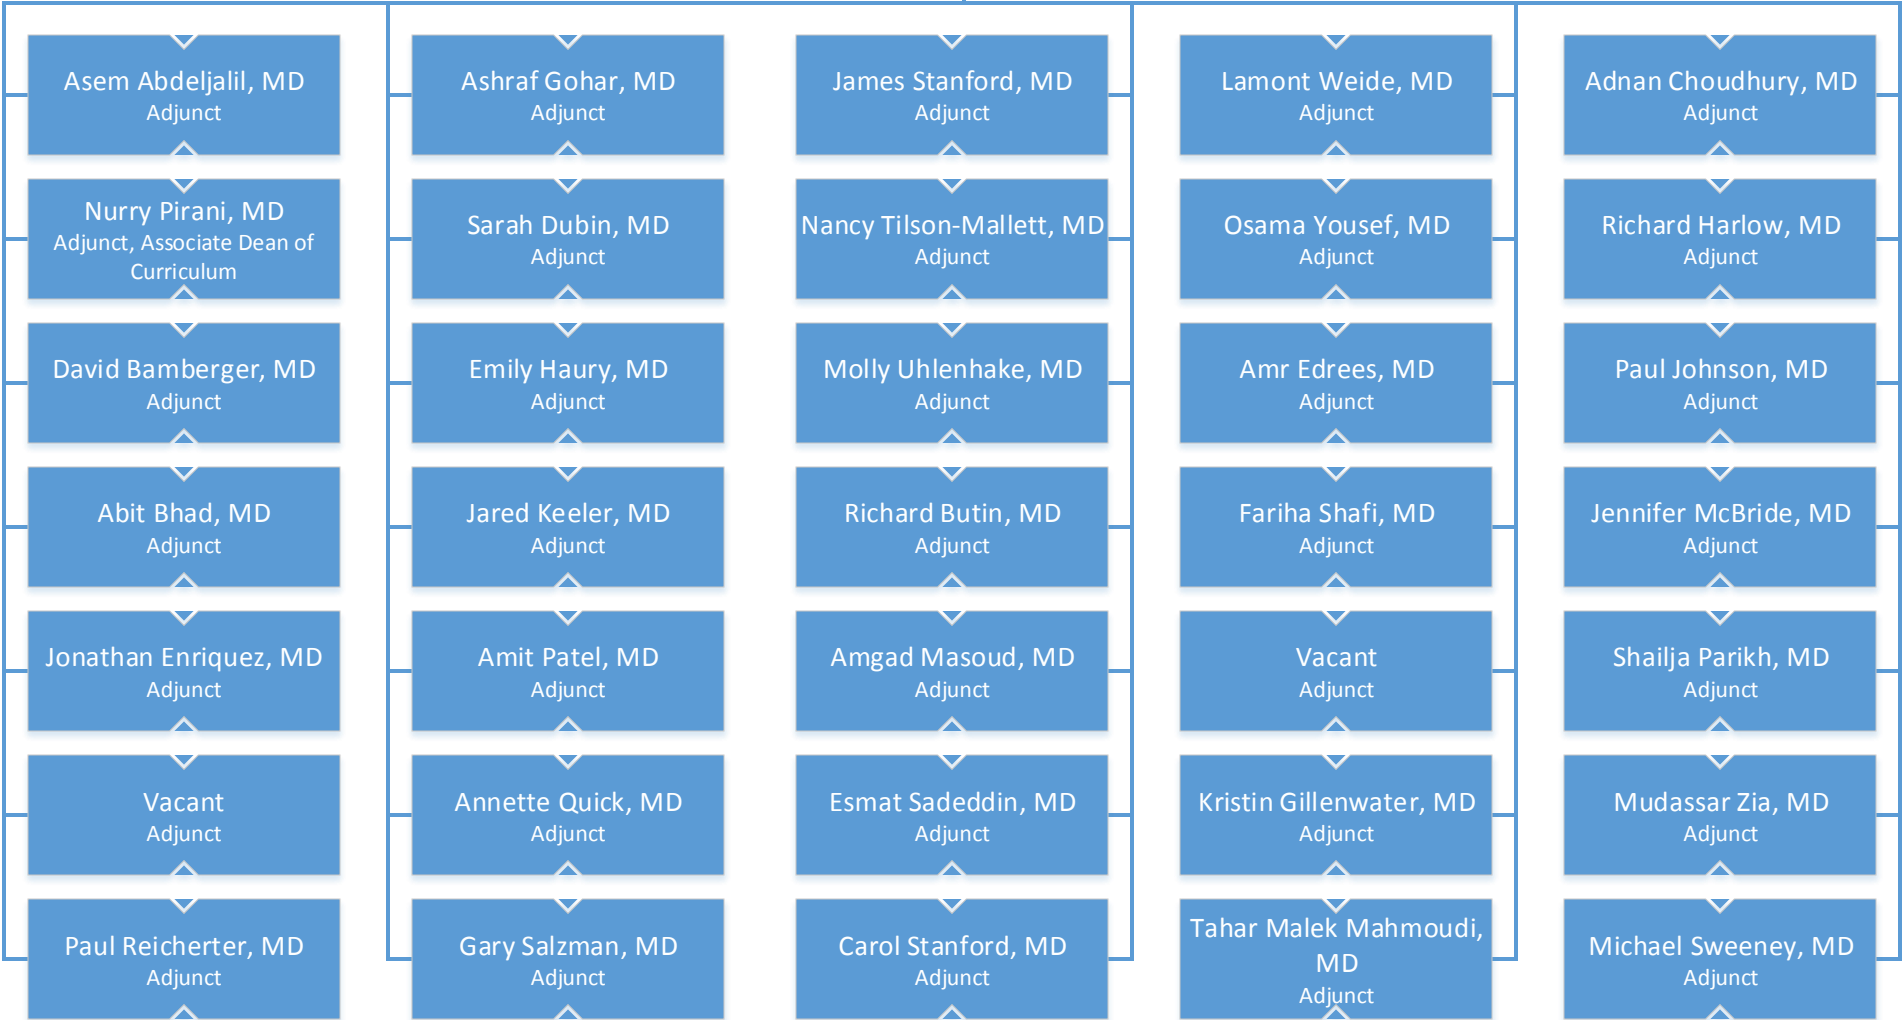 Asem Abdeljalil, MD
Adjunct
Nurry Pirani, MD
Adjunct, Associate Dean of
Curriculum
David Bamberger, MD
Adjunct
Abit Bhad, MD
Adjunct
Jonathan Enriquez, MD
Adjunct
Vacant
Adjunct
Paul Reicherter, MD
Adjunct
Ashraf Gohar, MD
Adjunct
Sarah Dubin, MD
Adjunct
Emily Haury, MD
Adjunct
Jared Keeler, MD
Adjunct
Amit Patel, MD
Adjunct
Annette Quick, MD
Adjunct
Gary Salzman, MD
Adjunct
James Stanford, MD
Adjunct
Nancy Tilson-Mallett, MD
Adjunct
Molly Uhlenhake, MD
Adjunct
Richard Butin, MD
Adjunct
Amgad Masoud, MD
Adjunct
Esmat Sadeddin, MD
Adjunct
Carol Stanford, MD
Adjunct
Lamont Weide, MD
Adjunct
Osama Yousef, MD
Adjunct
Amr Edrees, MD
Adjunct
Fariha Shafi, MD
Adjunct
Vacant
Adjunct
Kristin Gillenwater, MD
Adjunct
Tahar Malek Mahmoudi,
MD
Adjunct
Adnan Choudhury, MD
Adjunct
Richard Harlow, MD
Adjunct
Paul Johnson, MD
Adjunct
Jennifer McBride, MD
Adjunct
Shailja Parikh, MD
Adjunct
Mudassar Zia, MD
Adjunct
Michael Sweeney, MD
Adjunct